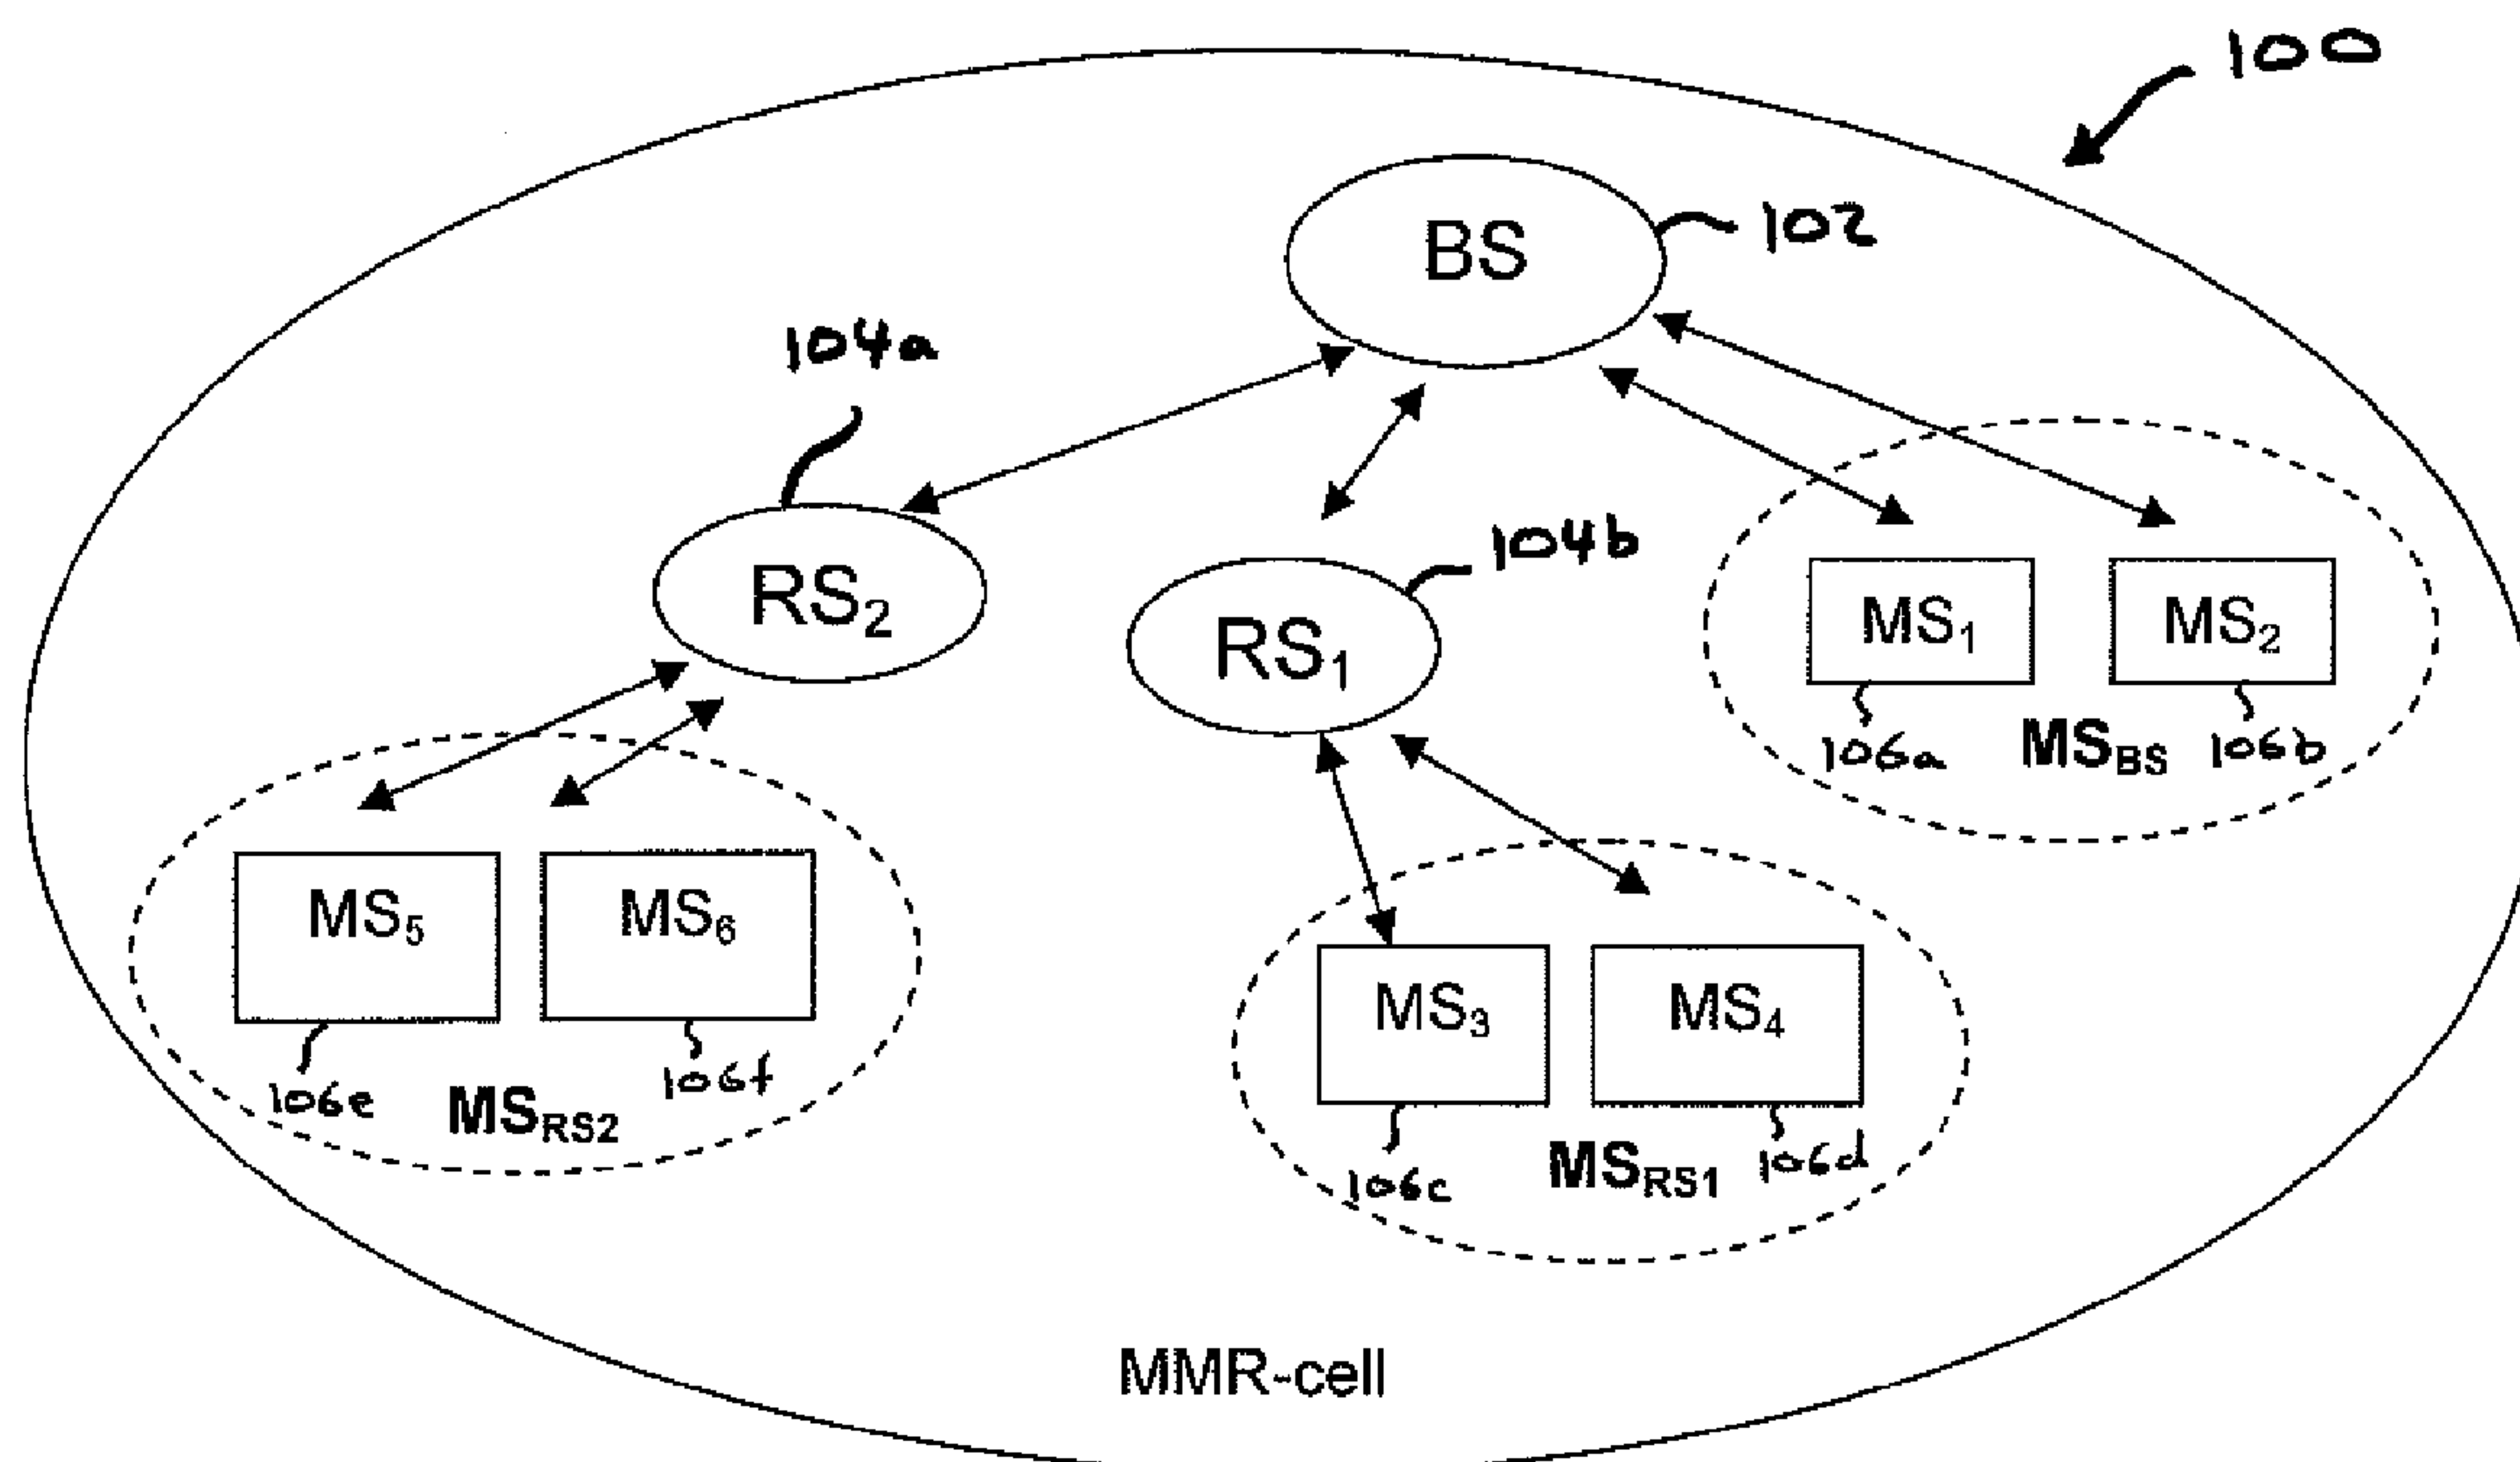 100
BS
102
104a
RS2
104b
RS1
MS1
MS2
106a
MSBS
106b
MS5
MS6
106e
MSRS2
106f
MS3
MS4
106c
MSRS1
106d
MMR-cell